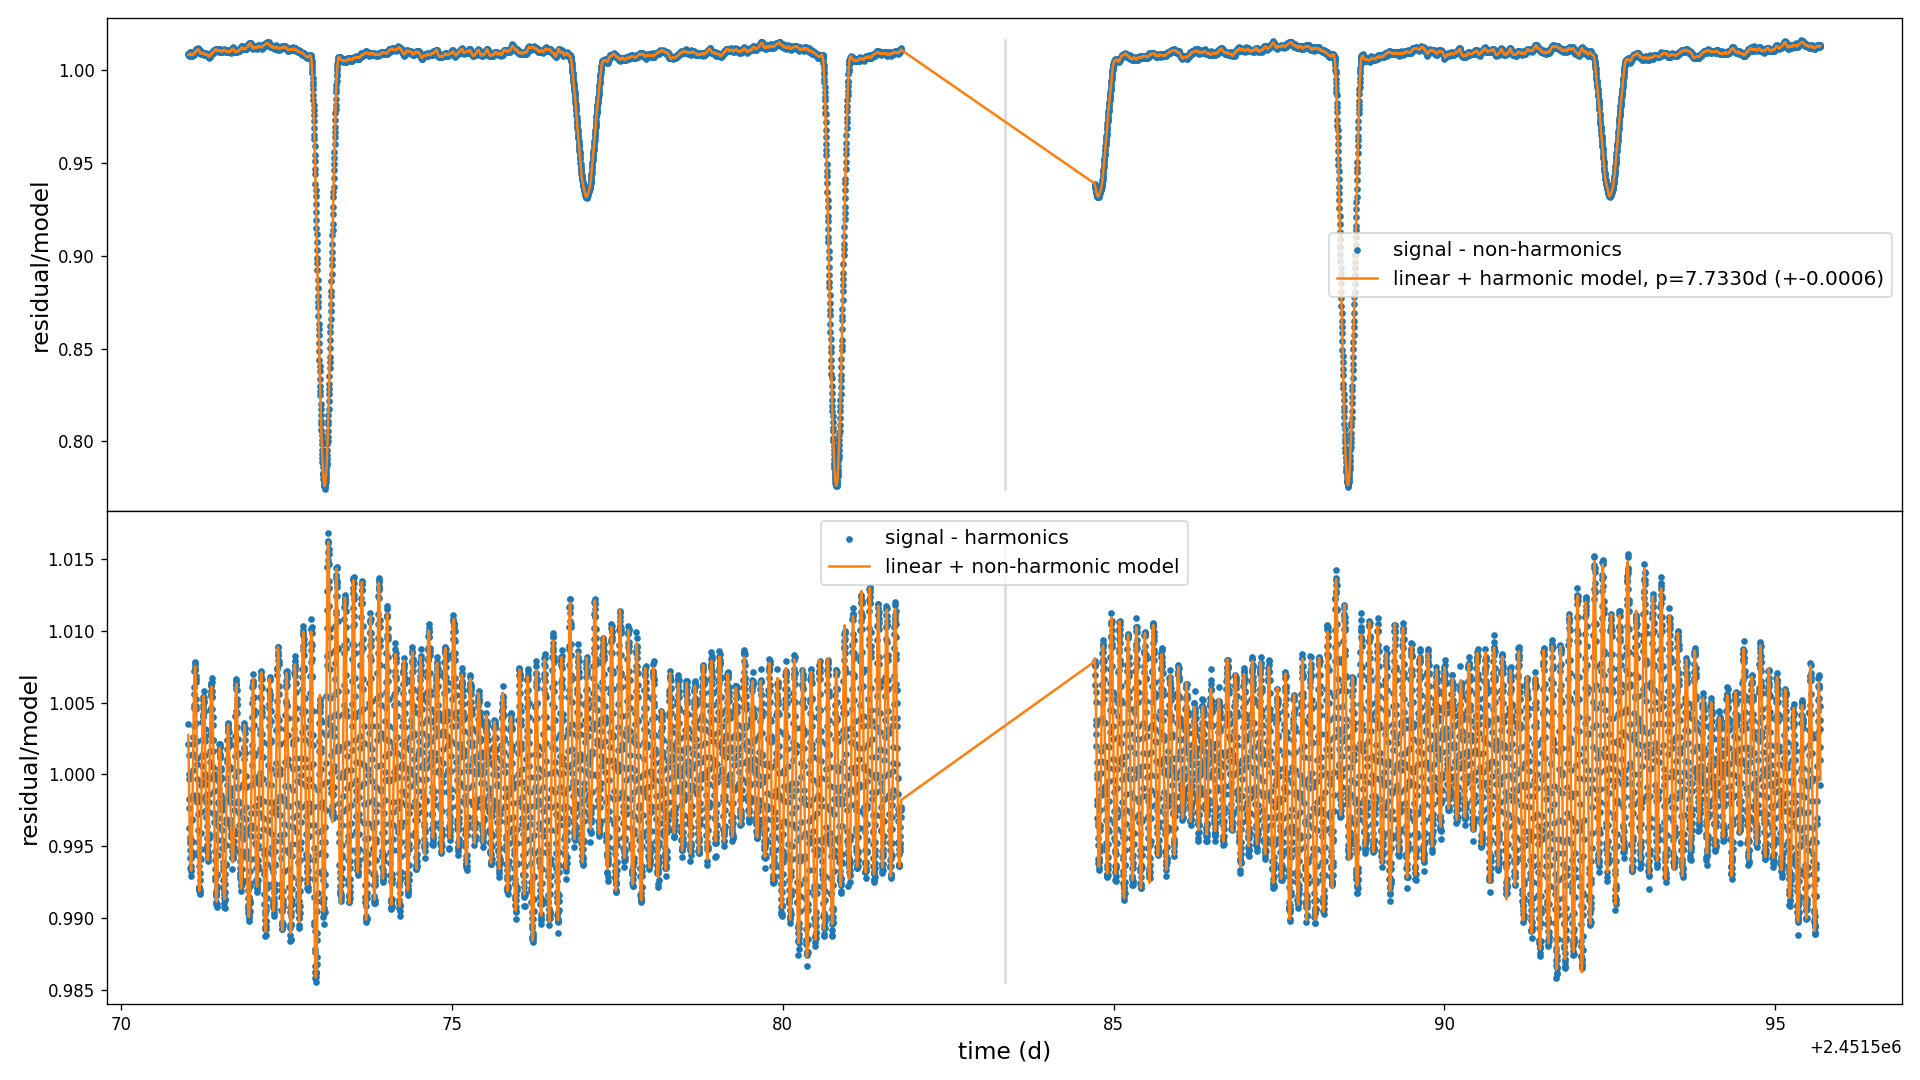 1.00
0.95
0.90
0.85
0.80
residual/model
signal - non-harmonics
linear + harmonic model, p=7.7330d (+-0.0006)
1.015
1.010
1.005
1.000
0.995
0.990
0.985
residual/model
signal - harmonics
linear + non-harmonic model
70 75 80 85 90 95
time (d)
+2.4515e6